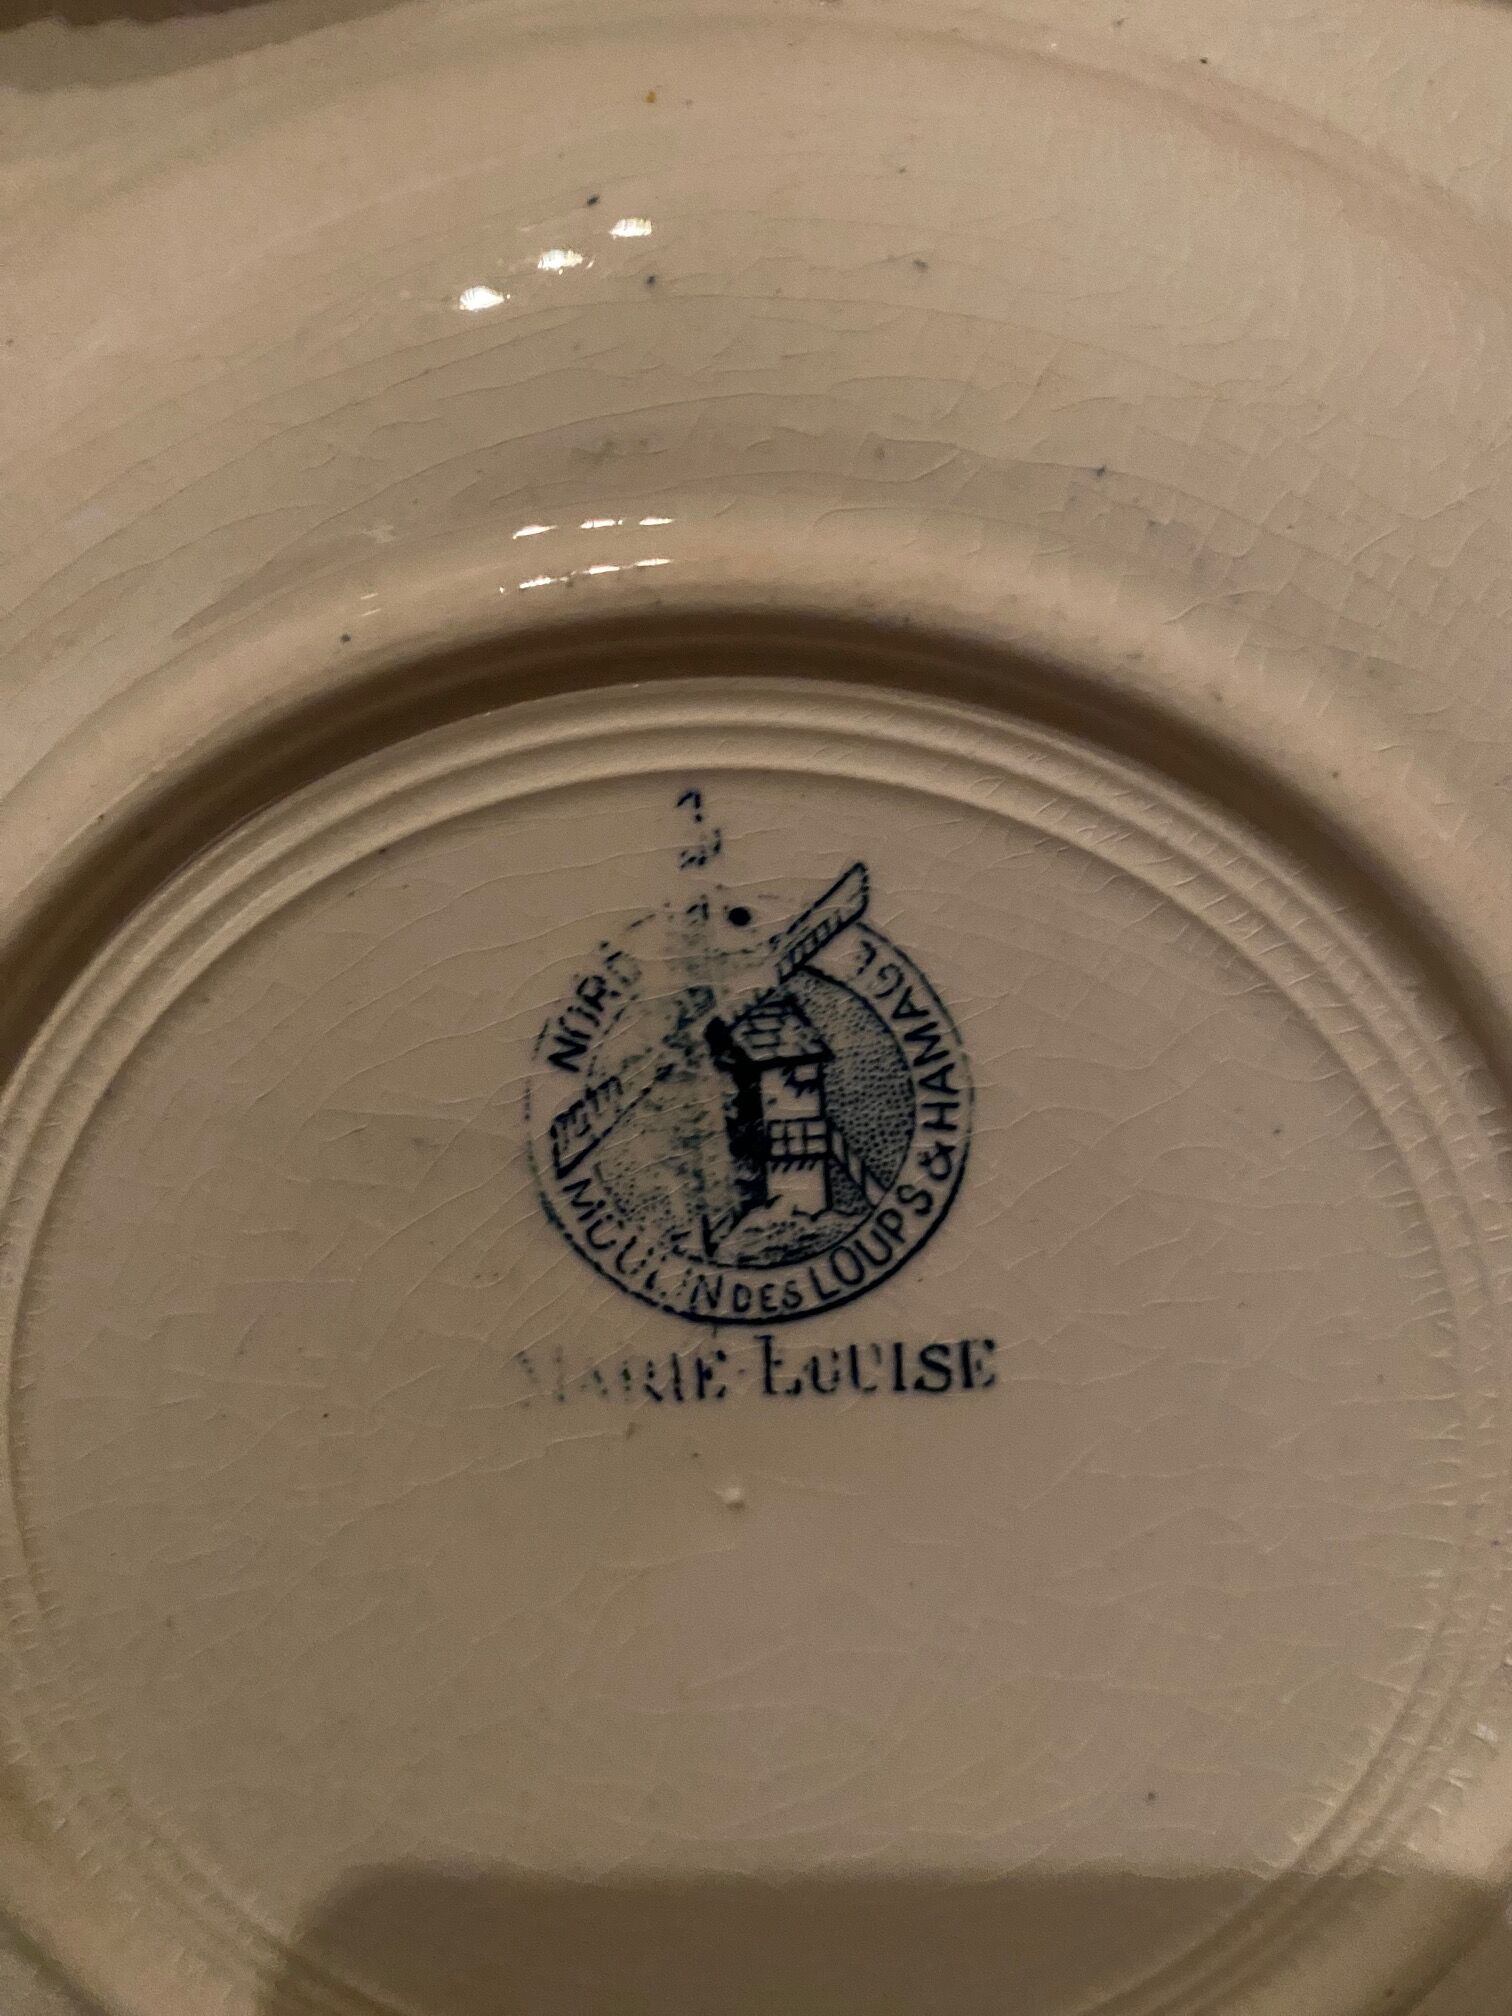 NORD
MOULIN DES LOUPS & HAMAGE
MARIE-LOUISE